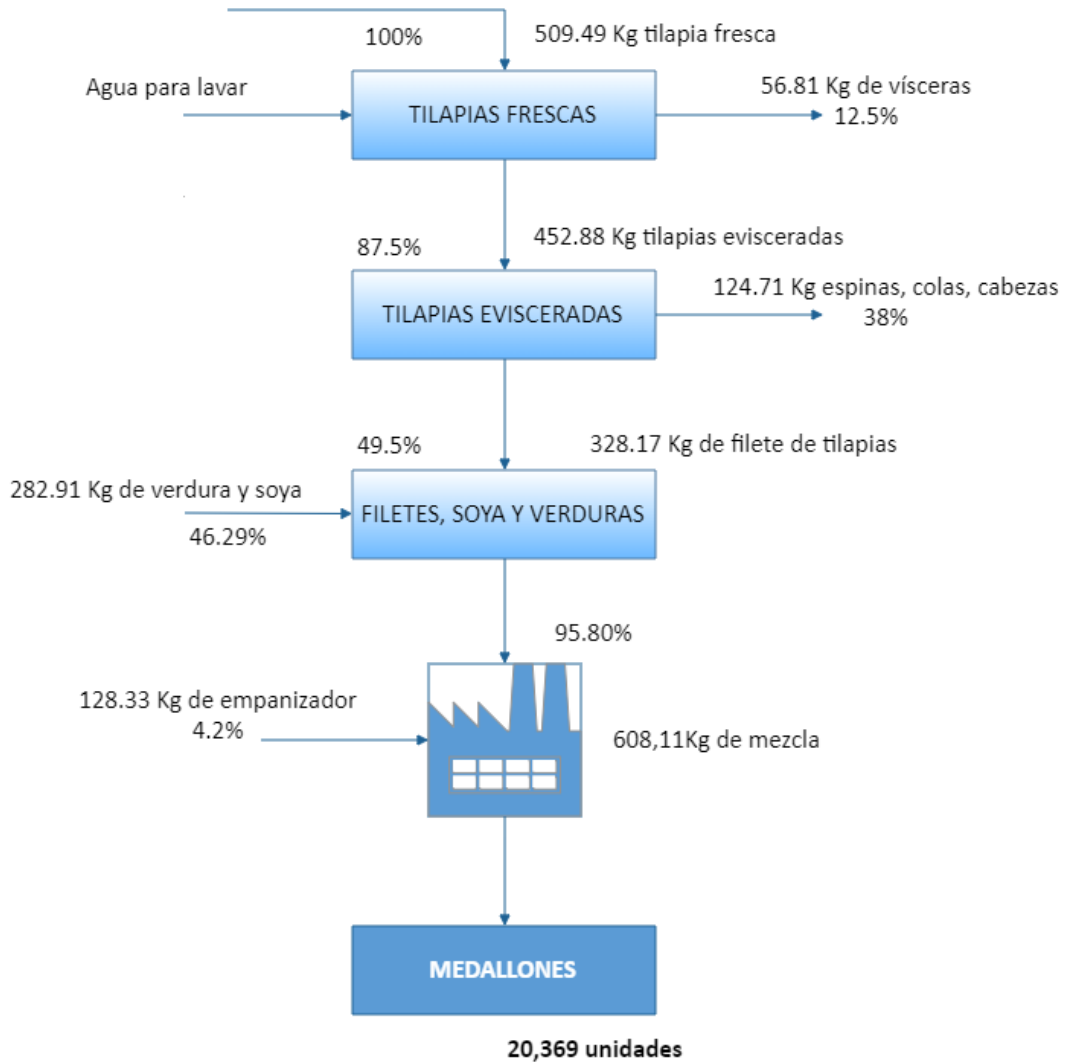 100%
509.49 Kg tilapia fresca
Agua para lavar
TILAPIAS FRESCAS
56.81 Kg de vísceras
12.5%
87.5%
452.88 Kg tilapias evisceradas
TILAPIAS EVISCERADAS
124.71 Kg espinas, colas, cabezas
38%
49.5%
328.17 Kg de filete de tilapias
282.91 Kg de verdura y soya
46.29%
FILETES, SOYA Y VERDURAS
95.80%
128.33 Kg de empanizador
4.2%
608,11Kg de mezcla
MEDALLONES
20,369 unidades